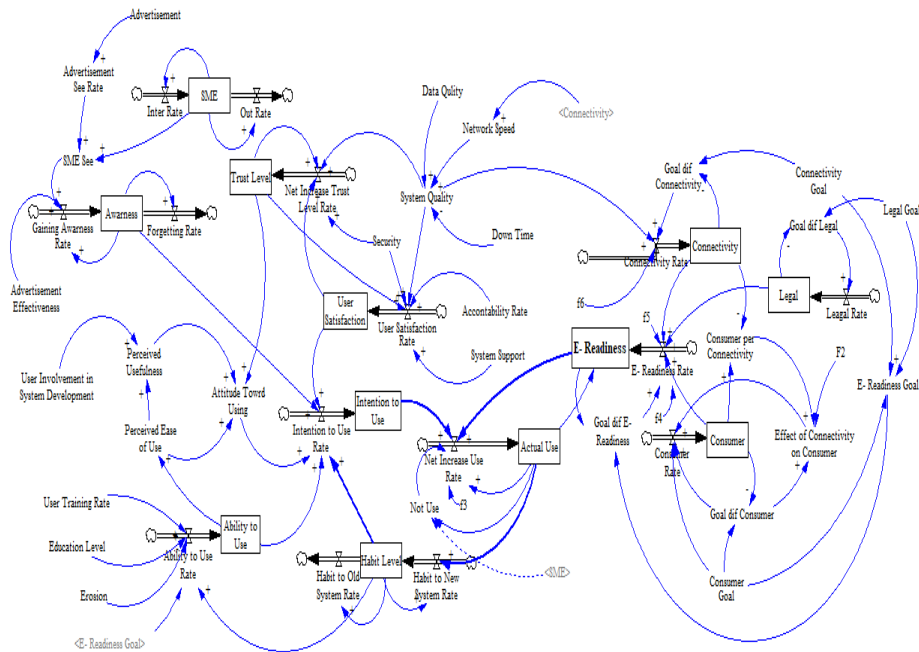 Advertisement
Advertisement
See Rate
SME
Inter Rate
Out Rate
Data Qulity
<Connectivity>
Network Speed
SME See
Trust Level
Net Increase Trust
Level Rate
System Quality
Goal dif
Connectivity
Connectivity
Goal
Legal Goal
Awarness
Gaining Awarness
Rate
Forgetting Rate
Goal dif Legal
Security
Down Time
Connectivity
Connectivity Rate
Advertisement
Effectiveness
User
Satisfaction
User Satisfaction
Rate
Accontability Rate
f6
Legal
Leagal Rate
f5
Perceived
Usefulness
User Involvement in
System Development
System Support
E- Readiness
E- Readiness Rate
Consumer per
Connectivity
F2
E- Readiness Goal
Attitude Towrd
Using
Intention to
Use
Intention to Use
Rate
Perceived Ease
of Use
Goal dif E-
Readiness
f4
Consumer
Consumer
Rate
Effect of Connectivity
on Consumer
Actual Use
Net Increase Use
Rate
f3
Not Use
Goal dif Consumer
User Training Rate
Ability to
Use
Ability to Use
Rate
Education Level
Erosion
Habit Level
Habit to Old
System Rate
Habit to New
System Rate
<SME>
Consumer
Goal
<E- Readiness Goal>